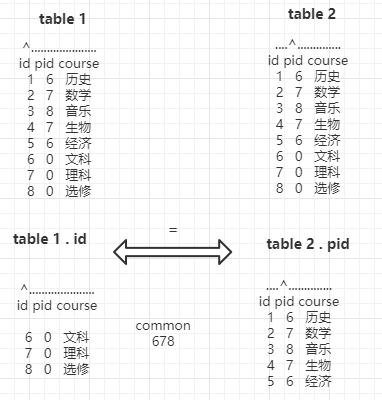 table 1
^.....................
id pid course
1 6 历史
2 7 数学
3 8 音乐
4 7 生物
5 6 经济
6 0 文科
7 0 理科
8 0 选修
table 2
....^..............
id pid course
1 6 历史
2 7 数学
3 8 音乐
4 7 生物
5 6 经济
6 0 文科
7 0 理科
8 0 选修
table 1 . id
=
table 2 . pid
^.....................
id pid course
6 0 文科
7 0 理科
8 0 选修
common
678
....^..............
id pid course
1 6 历史
2 7 数学
3 8 音乐
4 7 生物
5 6 经济